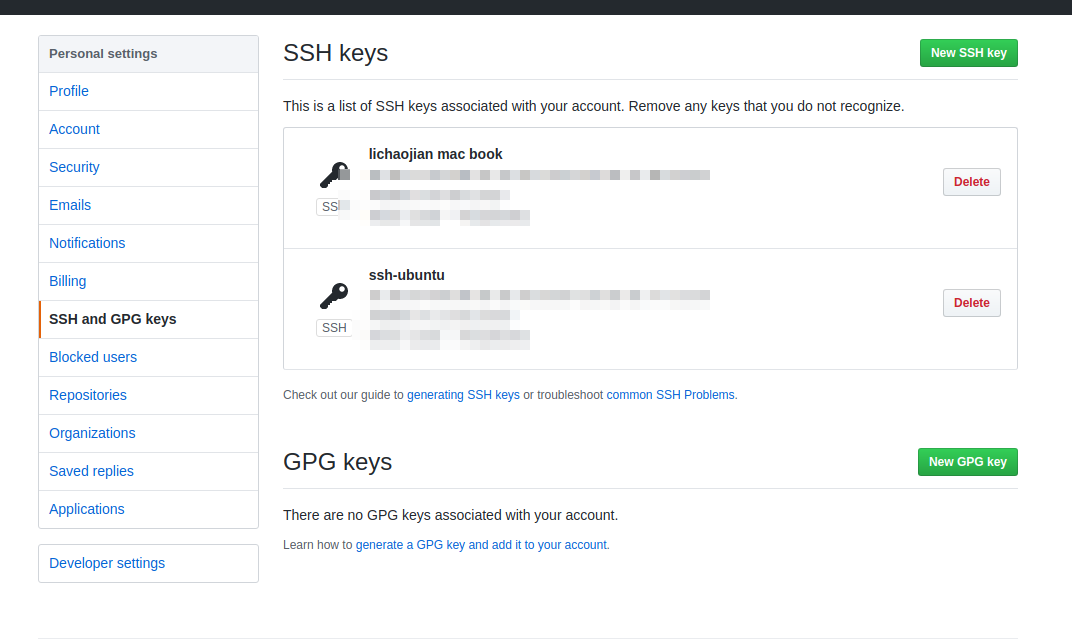 Personal settings
Profile
Account
Security
Emails
Notifications
Billing
SSH and GPG keys
Blocked users
Repositories
Organizations
Saved replies
Applications
Developer settings
SSH keys
New SSH key
This is a list of SSH keys associated with your account. Remove any keys that you do not recognize.
lichaojian mac book
Delete
ssh-ubuntu
SSH
Delete
Check out our guide to generating SSH keys or troubleshoot common SSH Problems.
GPG keys
New GPG key
There are no GPG keys associated with your account.
Learn how to generate a GPG key and add it to your account.